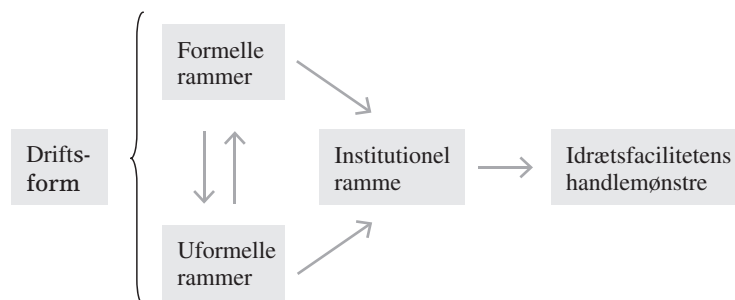 Drifts-
form
Formelle
rammer
Uformelle
rammer
Institutionel
ramme
Idrætsfacilitetens
handlemønstre